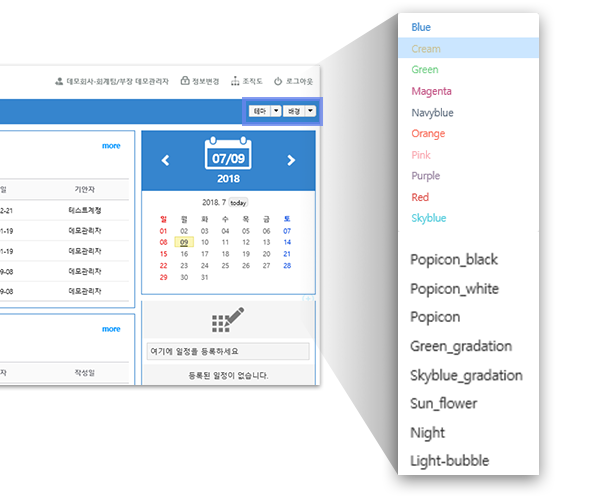 데모회사-회계팀/부장 데모관리자 정보변경 조직도 로그아웃
테마 배경
more
일 기안자
2-21 테스트계정
1-19 데모관리자
1-19 데모관리자
9-08 데모관리자
9-08 데모관리자
more
자 작성일
07/09
2018
2018. 7 today
일 월 화 수 목 금 토
01 02 03 04 05 06 07
08 09 10 11 12 13 14
15 16 17 18 19 20 21
22 23 24 25 26 27 28
29 30 31
여기에 일정을 등록하세요
등록된 일정이 없습니다.
Blue
Cream
Green
Magenta
Navyblue
Orange
Pink
Purple
Red
Skyblue
Popicon_black
Popicon_white
Popicon
Green_gradation
Skyblue_gradation
Sun_flower
Night
Light-bubble